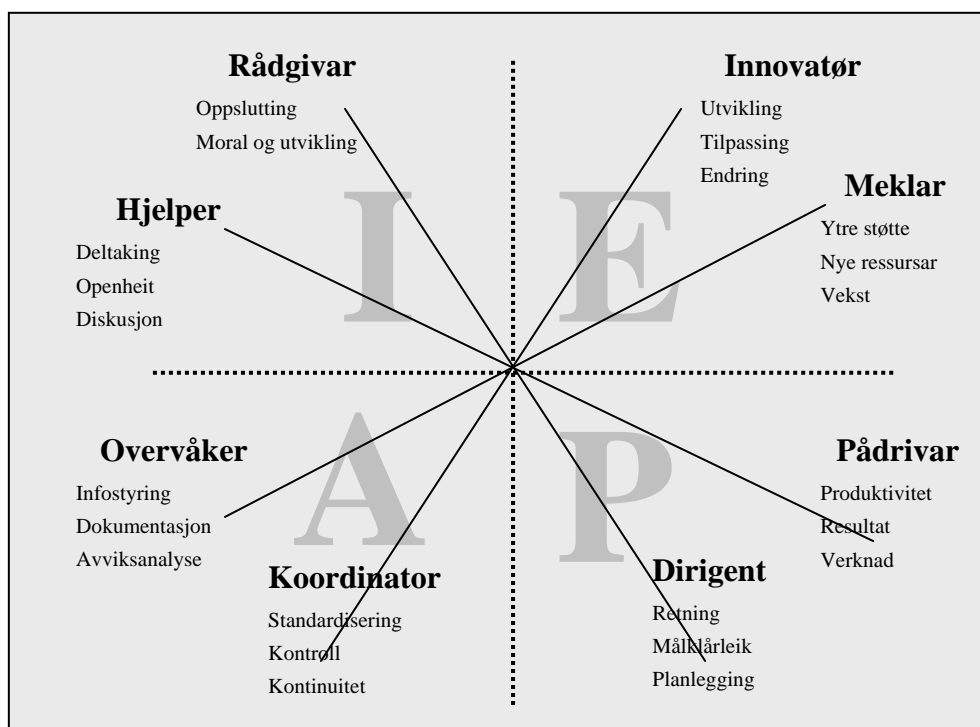 Rådgivar
Oppslutting
Moral og utvikling
Innovatør
Utvikling
Tilpassing
Endring
I
E
Hjelper
Deltaking
Openheit
Diskusjon
Meklar
Ytre støtte
Nye ressursar
Vekst
Overvåker
Infostyring
Dokumentasjon
Avviksanalyse
A
P
Pådrivar
Produktivitet
Resultat
Verknad
Koordinator
Standardisering
Kontroll
Kontinuitet
Dirigent
Retning
Målklårleik
Planlegging